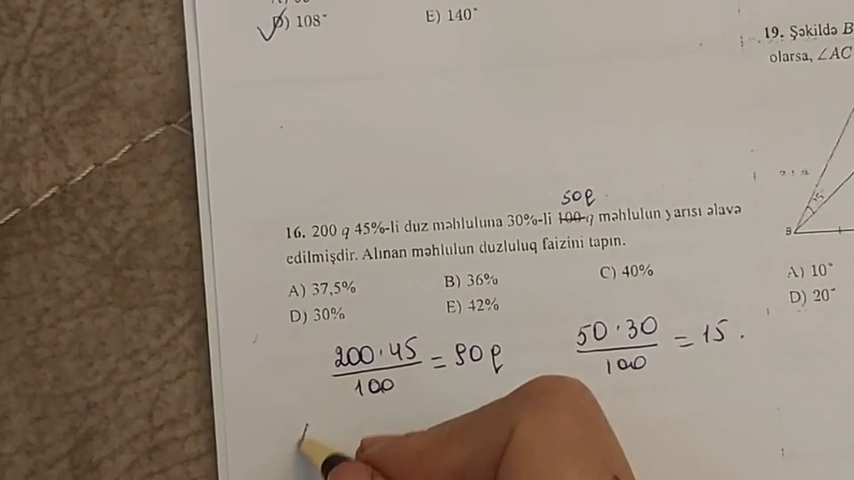 D) 108°
E) 140°
19. Şəkildə B
olarsa, ∠AC
50q
16. 200 q 45%-li duz məhluluna 30%-li 100 q məhlulun yarısı əlavə
edilmişdir. Alınan məhlulun duzluluq faizini tapın.
A) 37,5%
B) 36%
C) 40%
D) 30%
E) 42%
B
A) 10°
D) 20°
200·45/100 = 90q
50·30/100 = 15.